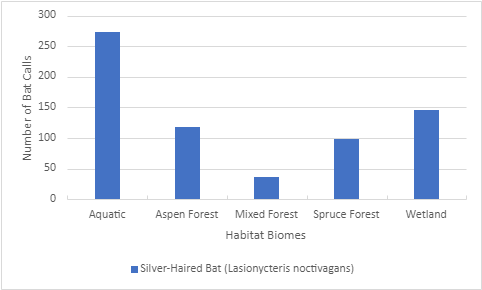 300
250
200
150
100
50
0
Number of Bat Calls
Aquatic Aspen Forest Mixed Forest Spruce Forest Wetland
Habitat Biomes
Silver-Haired Bat (Lasionycteris noctivagans)